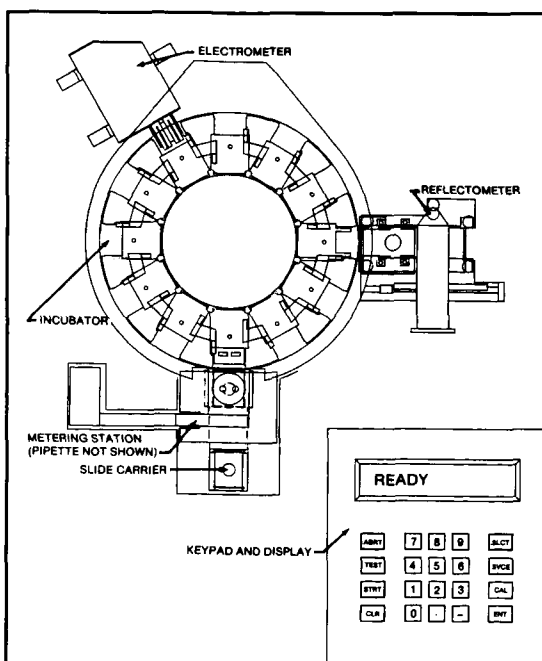 ELECTROMETER
REFLECTOMETER
INCUBATOR
METERING STATION
(PIPETTE NOT SHOWN)
SLIDE CARRIER
READY
KEYPAD AND DISPLAY
ABRT 7 8 9 SLCT
TEST 4 5 6 SVCE
STRT 1 2 3 CAL
CLR 0 · – ENT